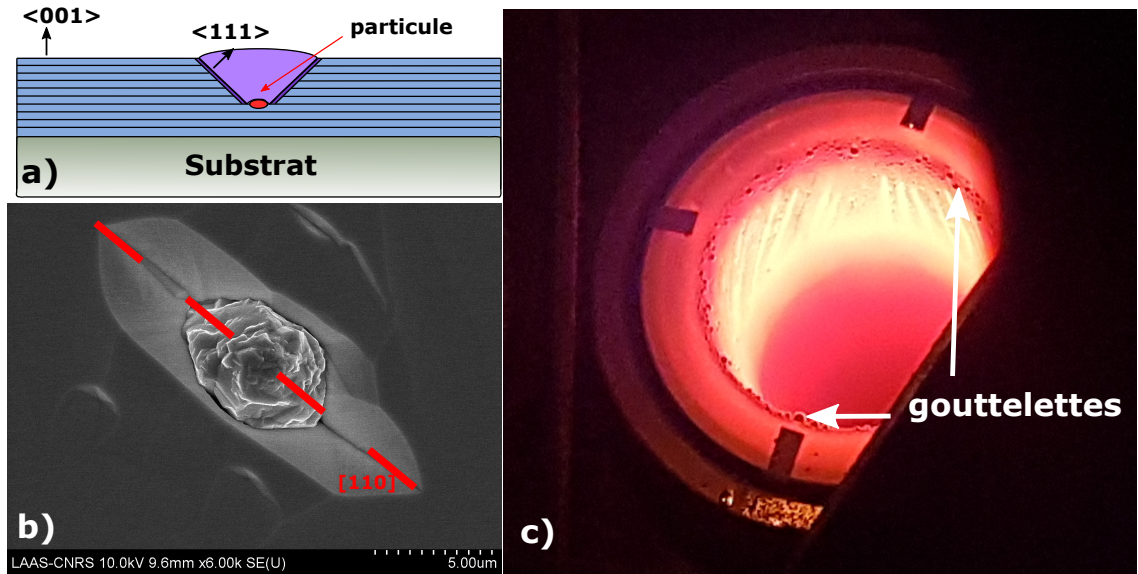 <001>
<111>
particule
Substrat
a)
[110]
b)
LAAS-CNRS 10.0kV 9.6mm x6.00k SE(U)
5.00um
gouttelettes
c)